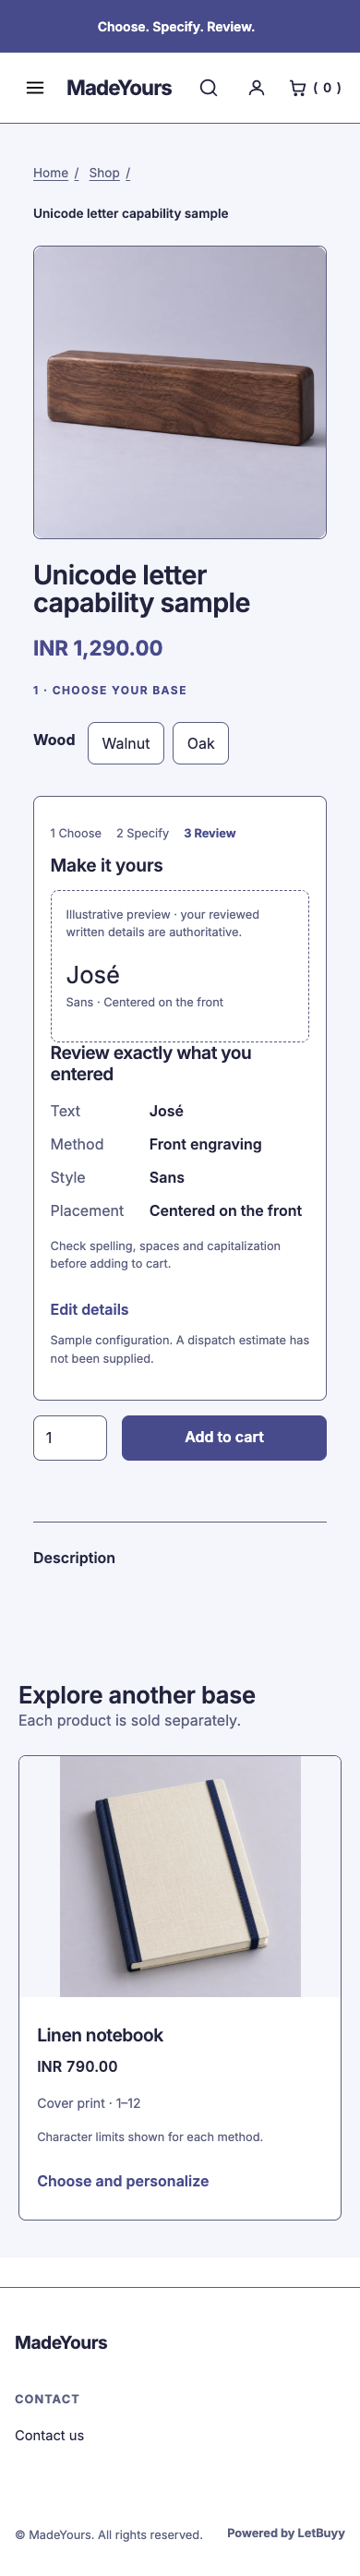 Choose. Specify. Review.
MadeYours ( 0 )
Home / Shop /
Unicode letter capability sample
Unicode letter
capability sample
INR 1,290.00
1 · CHOOSE YOUR BASE
Wood Walnut Oak
1 Choose 2 Specify 3 Review
Make it yours
Illustrative preview · your reviewed
written details are authoritative.
José
Sans · Centered on the front
Review exactly what you
entered
Text José
Method Front engraving
Style Sans
Placement Centered on the front
Check spelling, spaces and capitalization
before adding to cart.
Edit details
Sample configuration. A dispatch estimate has
not been supplied.
1 Add to cart
Description
Explore another base
Each product is sold separately.
Linen notebook
INR 790.00
Cover print · 1–12
Character limits shown for each method.
Choose and personalize
MadeYours
CONTACT
Contact us
© MadeYours. All rights reserved. Powered by LetBuyy